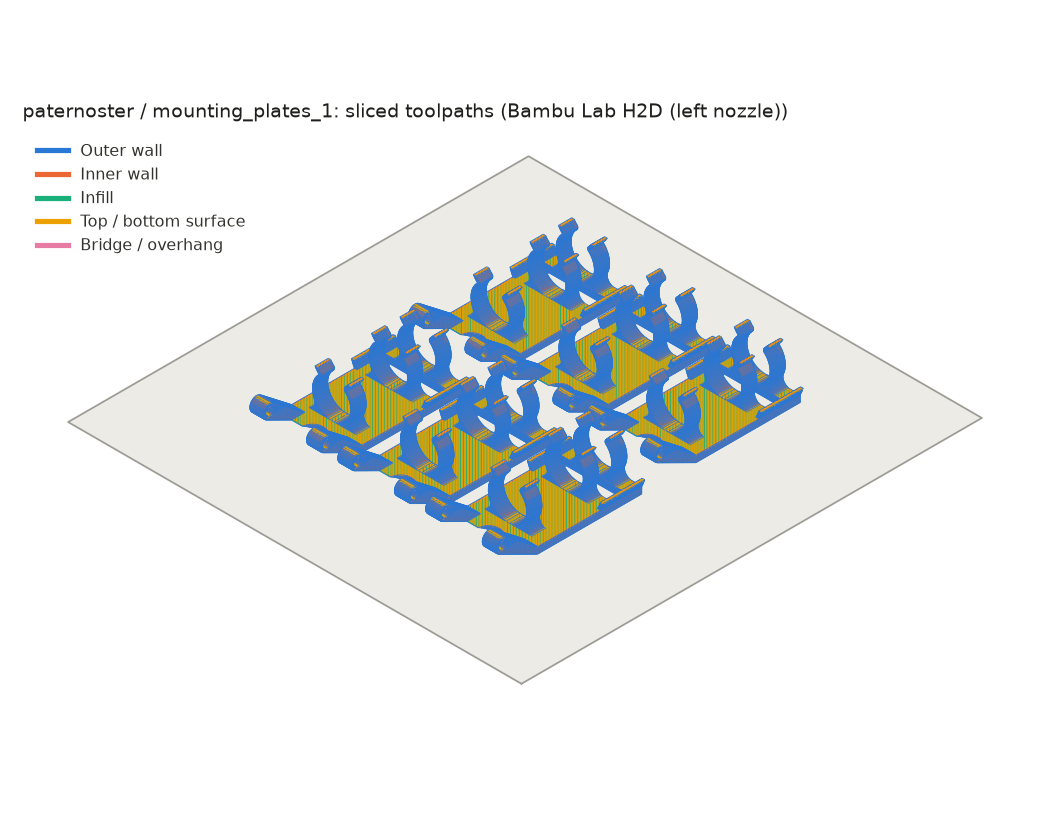 paternoster / mounting_plates_1: sliced toolpaths (Bambu Lab H2D (left nozzle))
Outer wall
Inner wall
Infill
Top / bottom surface
Bridge / overhang